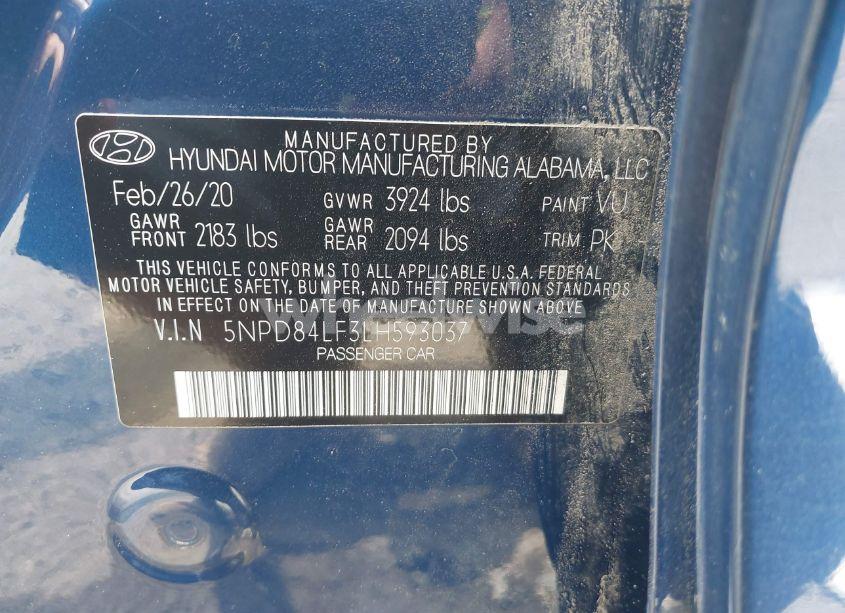 MANUFACTURED BY
HYUNDAI MOTOR MANUFACTURING ALABAMA, LLC
Feb/26/20 GVWR 3924 lbs PAINT VU
GAWR FRONT 2183 lbs GAWR REAR 2094 lbs TRIM PK
THIS VEHICLE CONFORMS TO ALL APPLICABLE U.S.A. FEDERAL
MOTOR VEHICLE SAFETY, BUMPER, AND THEFT PREVENTION STANDARDS
IN EFFECT ON THE DATE OF MANUFACTURE SHOWN ABOVE
V.I.N 5NPD84LF3LH593037
PASSENGER CAR
wheelwise